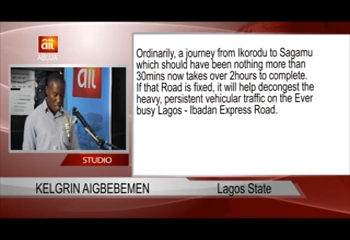 ait
ABUJA
ait
Ordinarily, a journey from Ikorodu to Sagamu
which should have been nothing more than
30mins now takes over 2hours to complete.
If that Road is fixed, it will help decongest the
heavy, persistent vehicular traffic on the Ever
busy Lagos - Ibadan Express Road.
STUDIO
KELGRIN AIGBEBEMEN
Lagos State